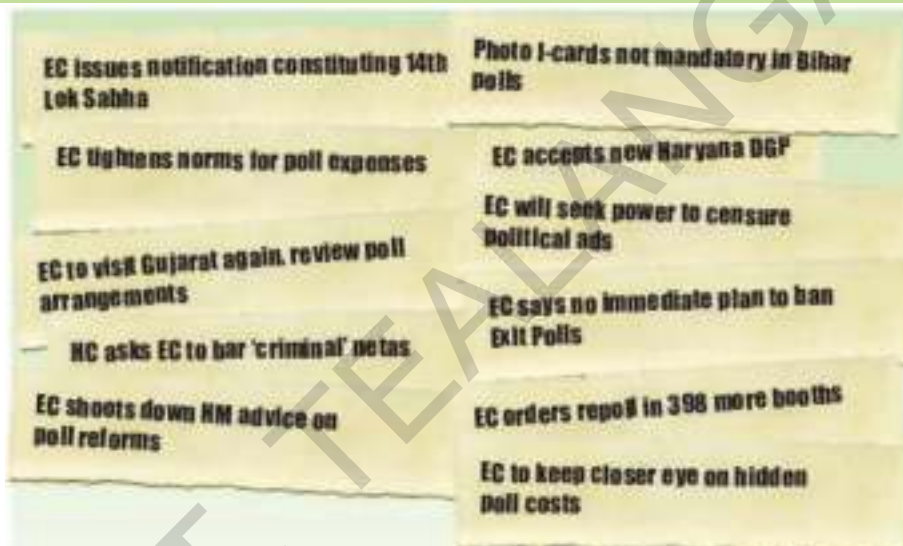 EC issues notification constituting 14th
Lok Sabha
EC tightens norms for poll expenses
EC to visit Gujarat again, review poll
arrangements
HC asks EC to bar 'criminal' netas
EC shoots down HM advice on
poll reforms
Photo I-cards not mandatory in Bihar
polls
EC accepts new Haryana DGP
EC will seek power to censure
political ads
EC says no immediate plan to ban
Exit Polls
EC orders repoll in 398 more booths
EC to keep closer eye on hidden
poll costs